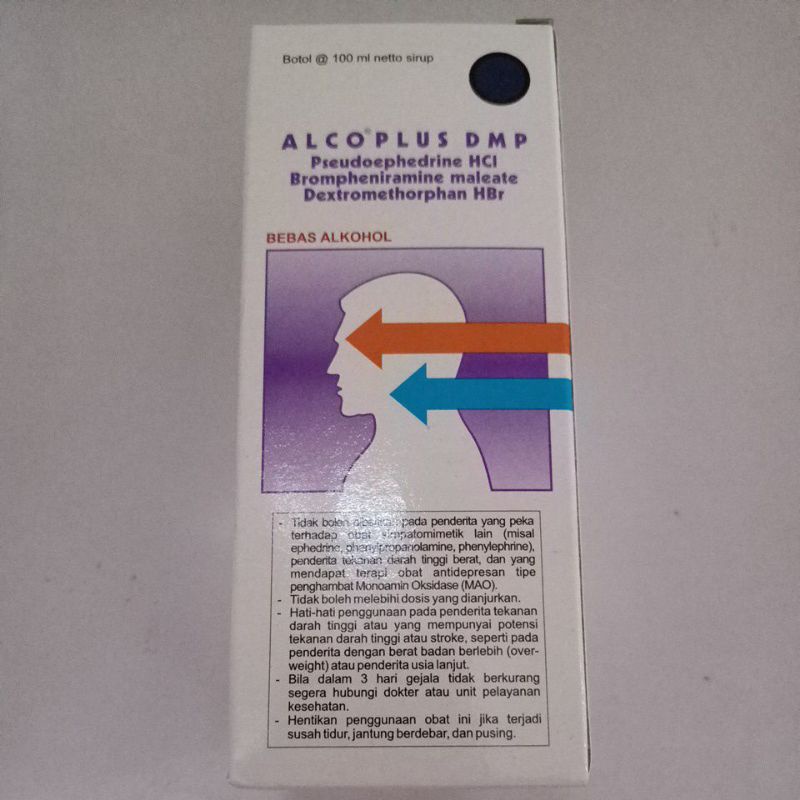 Botol @ 100 ml netto sirup
ALCO® PLUS DMP
Pseudoephedrine HCl
Brompheniramine maleate
Dextromethorphan HBr
BEBAS ALKOHOL
- Tidak boleh diberikan pada penderita yang peka
terhadap obat simpatomimetik lain (misal
ephedrine, phenylpropanolamine, phenylephrine),
penderita tekanan darah tinggi berat, dan yang
mendapat terapi obat antidepresan tipe
penghambat Monoamin Oksidase (MAO).
- Tidak boleh melebihi dosis yang dianjurkan.
- Hati-hati penggunaan pada penderita tekanan
darah tinggi atau yang mempunyai potensi
tekanan darah tinggi atau stroke, seperti pada
penderita dengan berat badan berlebih (over-
weight) atau penderita usia lanjut.
- Bila dalam 3 hari gejala tidak berkurang
segera hubungi dokter atau unit pelayanan
kesehatan.
- Hentikan penggunaan obat ini jika terjadi
susah tidur, jantung berdebar, dan pusing.